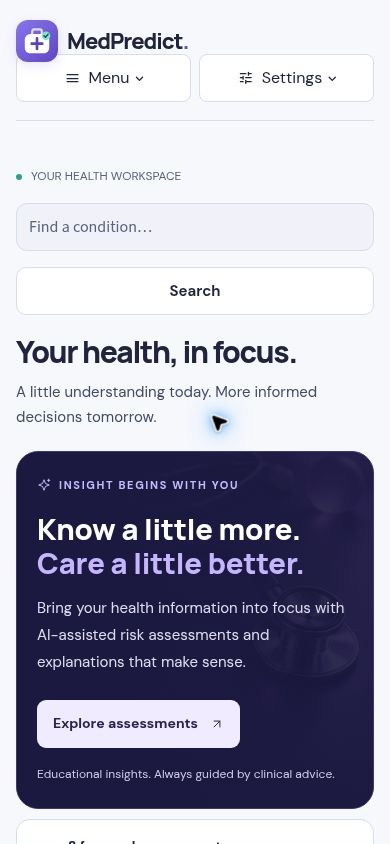 MedPredict.
Menu
Settings
YOUR HEALTH WORKSPACE
Find a condition...
Search
Your health, in focus.
A little understanding today. More informed
decisions tomorrow.
INSIGHT BEGINS WITH YOU
Know a little more.
Care a little better.
Bring your health information into focus with
AI-assisted risk assessments and
explanations that make sense.
Explore assessments
Educational insights. Always guided by clinical advice.